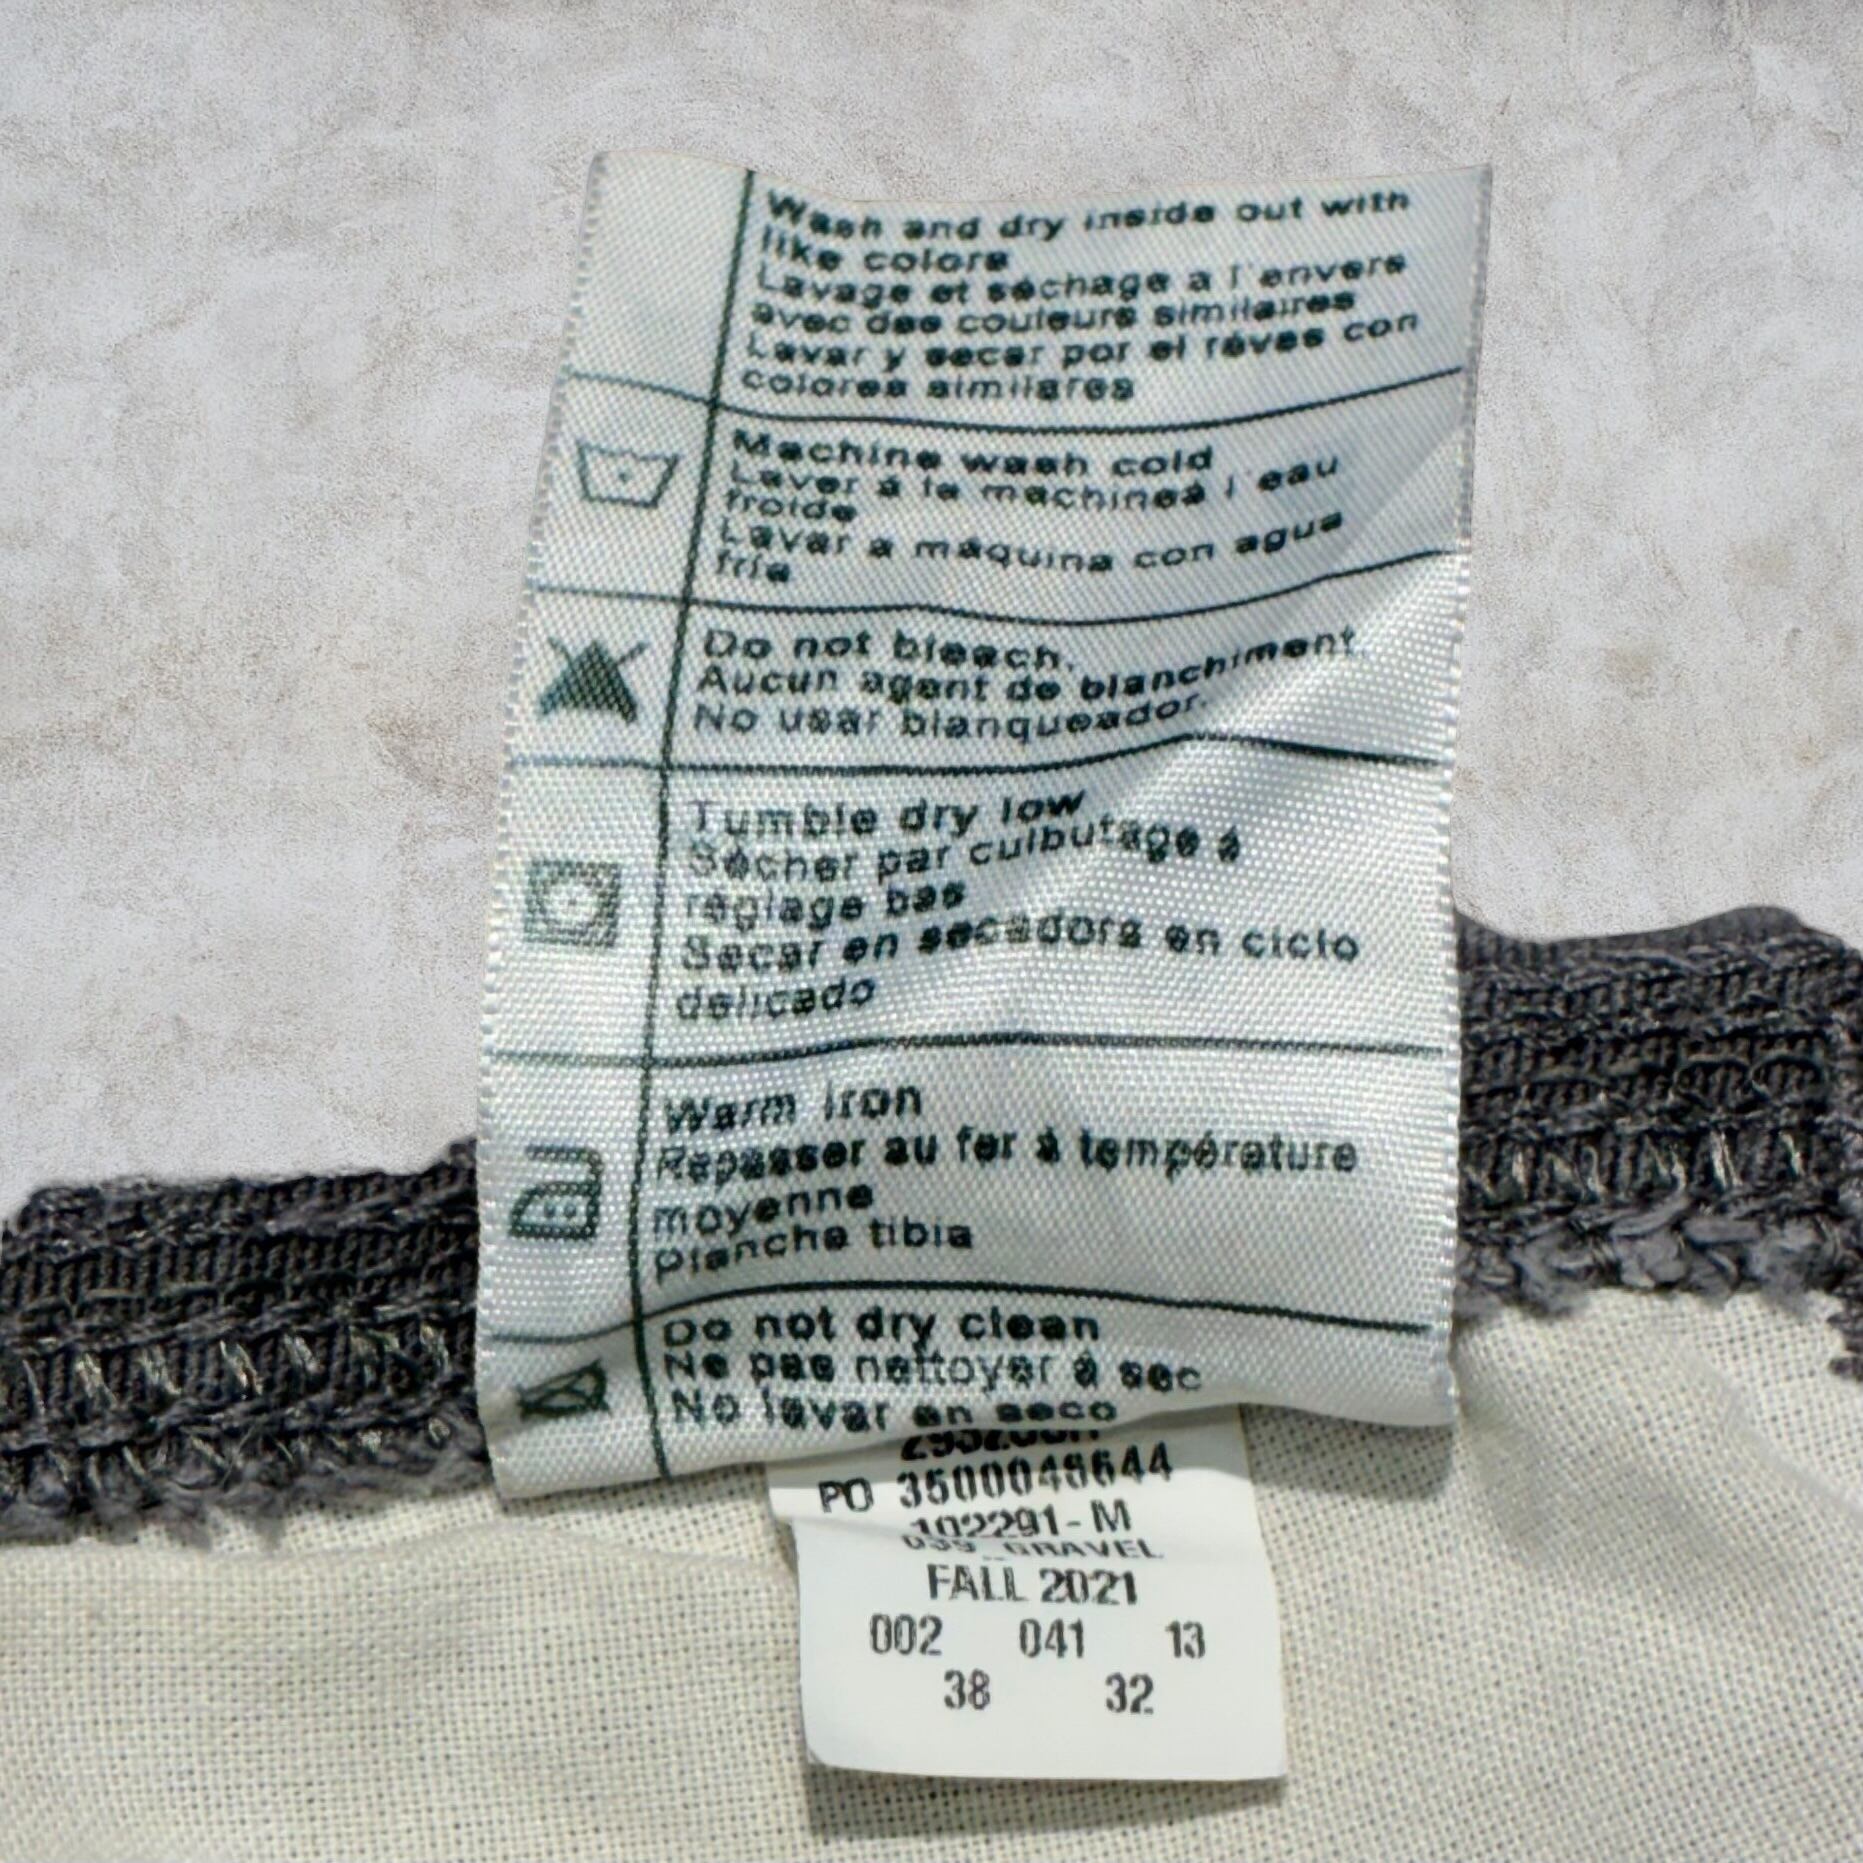 Wash and dry inside out with
like colors
Lavage et séchage a l'envers
avec des couleurs similaires
Lavar y secar por el réves con
colores similares
Machine wash cold
Laver à la machineà l'eau
froide
Lavar a máquina con agua
fria
Do not bleach.
Aucun agent de blanchiment.
No usar blanqueador.
Tumble dry low
Sécher par culbutage à
réglage bas
Secar en secadora en ciclo
delicado
Warm iron
Repasser au fer à température
moyenne
Planche tibia
Do not dry clean
Ne pas nettoyer à sec
No lavar en seco
PO 3500045644
102291-M
GRAVEL
FALL 2021
002 041 13
38 32